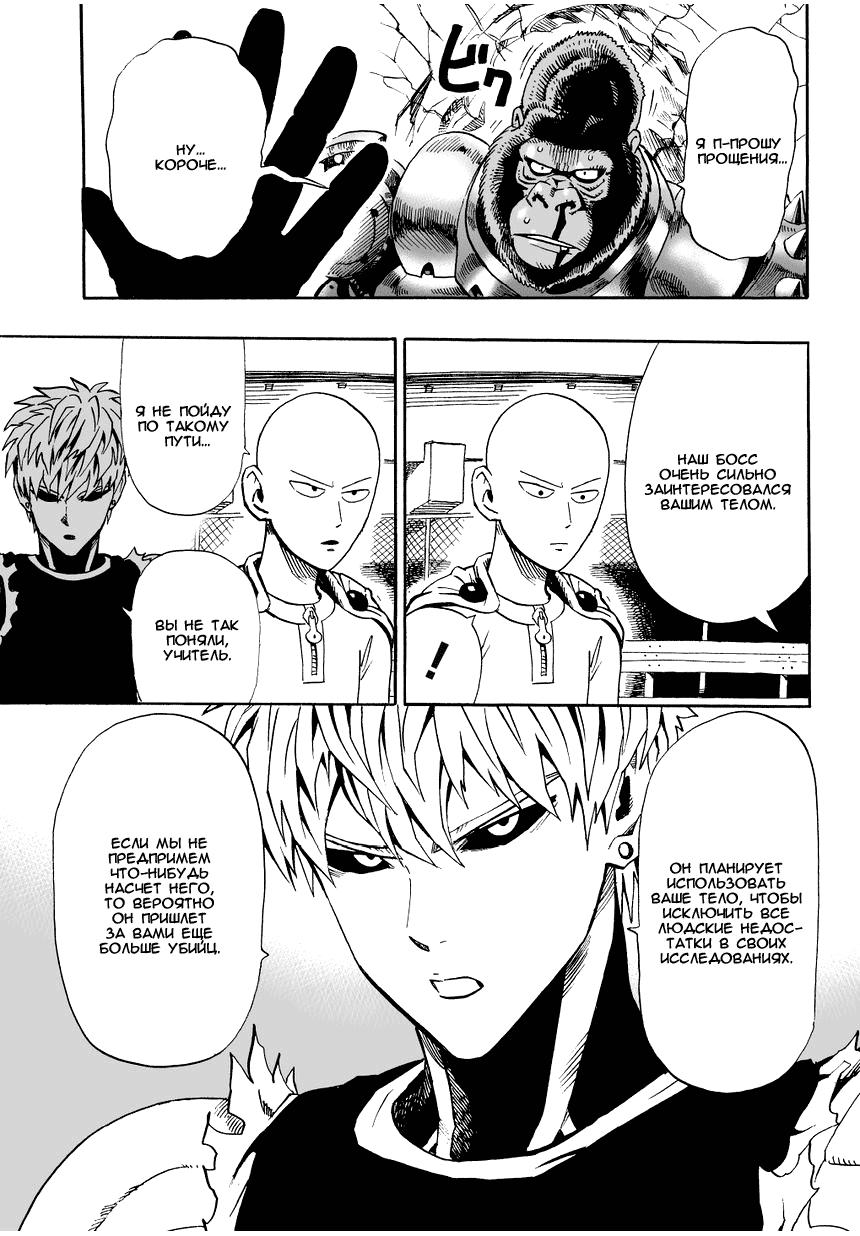 Я П-ПРОШУ
ПРОЩЕНИЯ...
ビク
НУ...
КОРОЧЕ...
НАШ БОСС
ОЧЕНЬ СИЛЬНО
ЗАИНТЕРЕСОВАЛСЯ
ВАШИМ ТЕЛОМ.
!
Я НЕ ПОЙДУ
ПО ТАКОМУ
ПУТИ...
ВЫ НЕ ТАК
ПОНЯЛИ,
УЧИТЕЛЬ.
ОН ПЛАНИРУЕТ
ИСПОЛЬЗОВАТЬ
ВАШЕ ТЕЛО, ЧТОБЫ
ИСКЛЮЧИТЬ ВСЕ
ЛЮДСКИЕ НЕДОС-
ТАТКИ В СВОИХ
ИССЛЕДОВАНИЯХ.
ЕСЛИ МЫ НЕ
ПРЕДПРИМЕМ
ЧТО-НИБУДЬ
НАСЧЕТ НЕГО,
ТО ВЕРОЯТНО
ОН ПРИШЛЕТ
ЗА ВАМИ ЕЩЕ
БОЛЬШЕ УБИЙЦ.